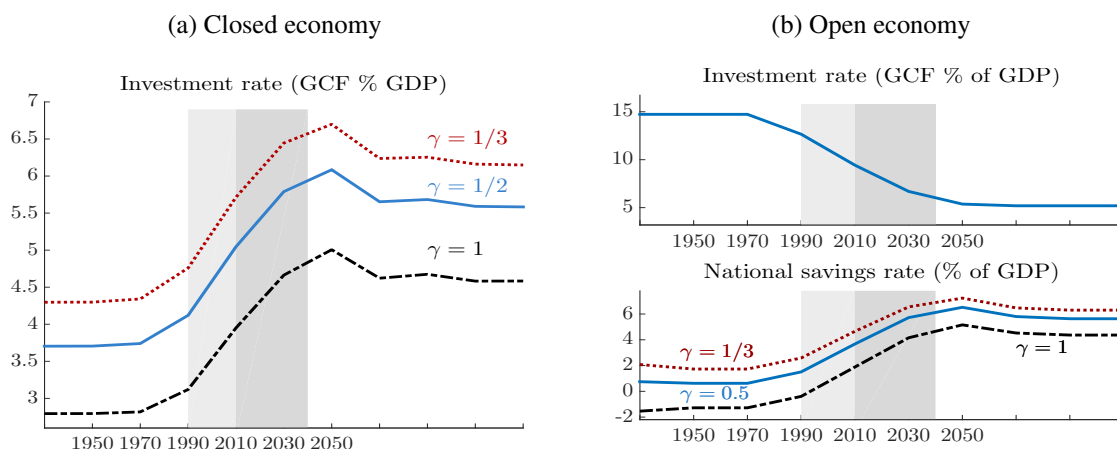 (a) Closed economy
Investment rate (GCF % GDP)
7
6.5
6
5.5
5
4.5
4
3.5
3
γ = 1/3
γ = 1/2
γ = 1
1950 1970 1990 2010 2030 2050
(b) Open economy
Investment rate (GCF % of GDP)
15
10
5
1950 1970 1990 2010 2030 2050
National savings rate (% of GDP)
6
4
2
0
-2
γ = 1/3
γ = 1
γ = 0.5
1950 1970 1990 2010 2030 2050